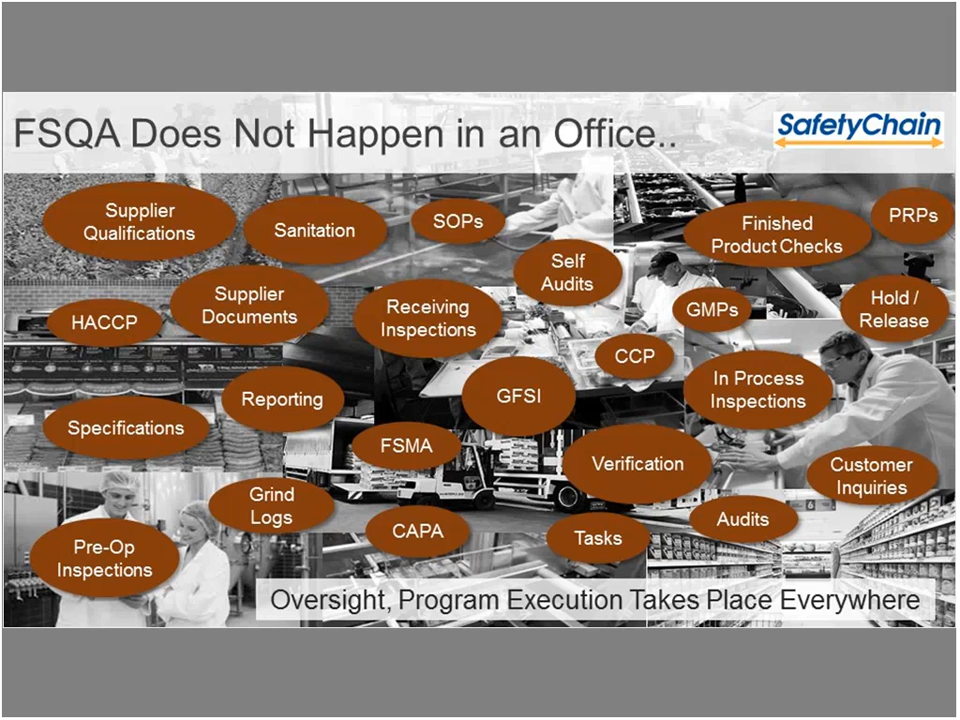 FSQA Does Not Happen in an Office..
SafetyChain
Supplier
Qualifications
Sanitation
SOPs
Finished
Product Checks
PRPs
Self
Audits
Supplier
Documents
Receiving
Inspections
HACCP
GMPs
Hold /
Release
CCP
In Process
Inspections
GFSI
Reporting
Specifications
FSMA
Verification
Customer
Inquiries
Grind
Logs
CAPA
Tasks
Audits
Pre-Op
Inspections
Oversight, Program Execution Takes Place Everywhere